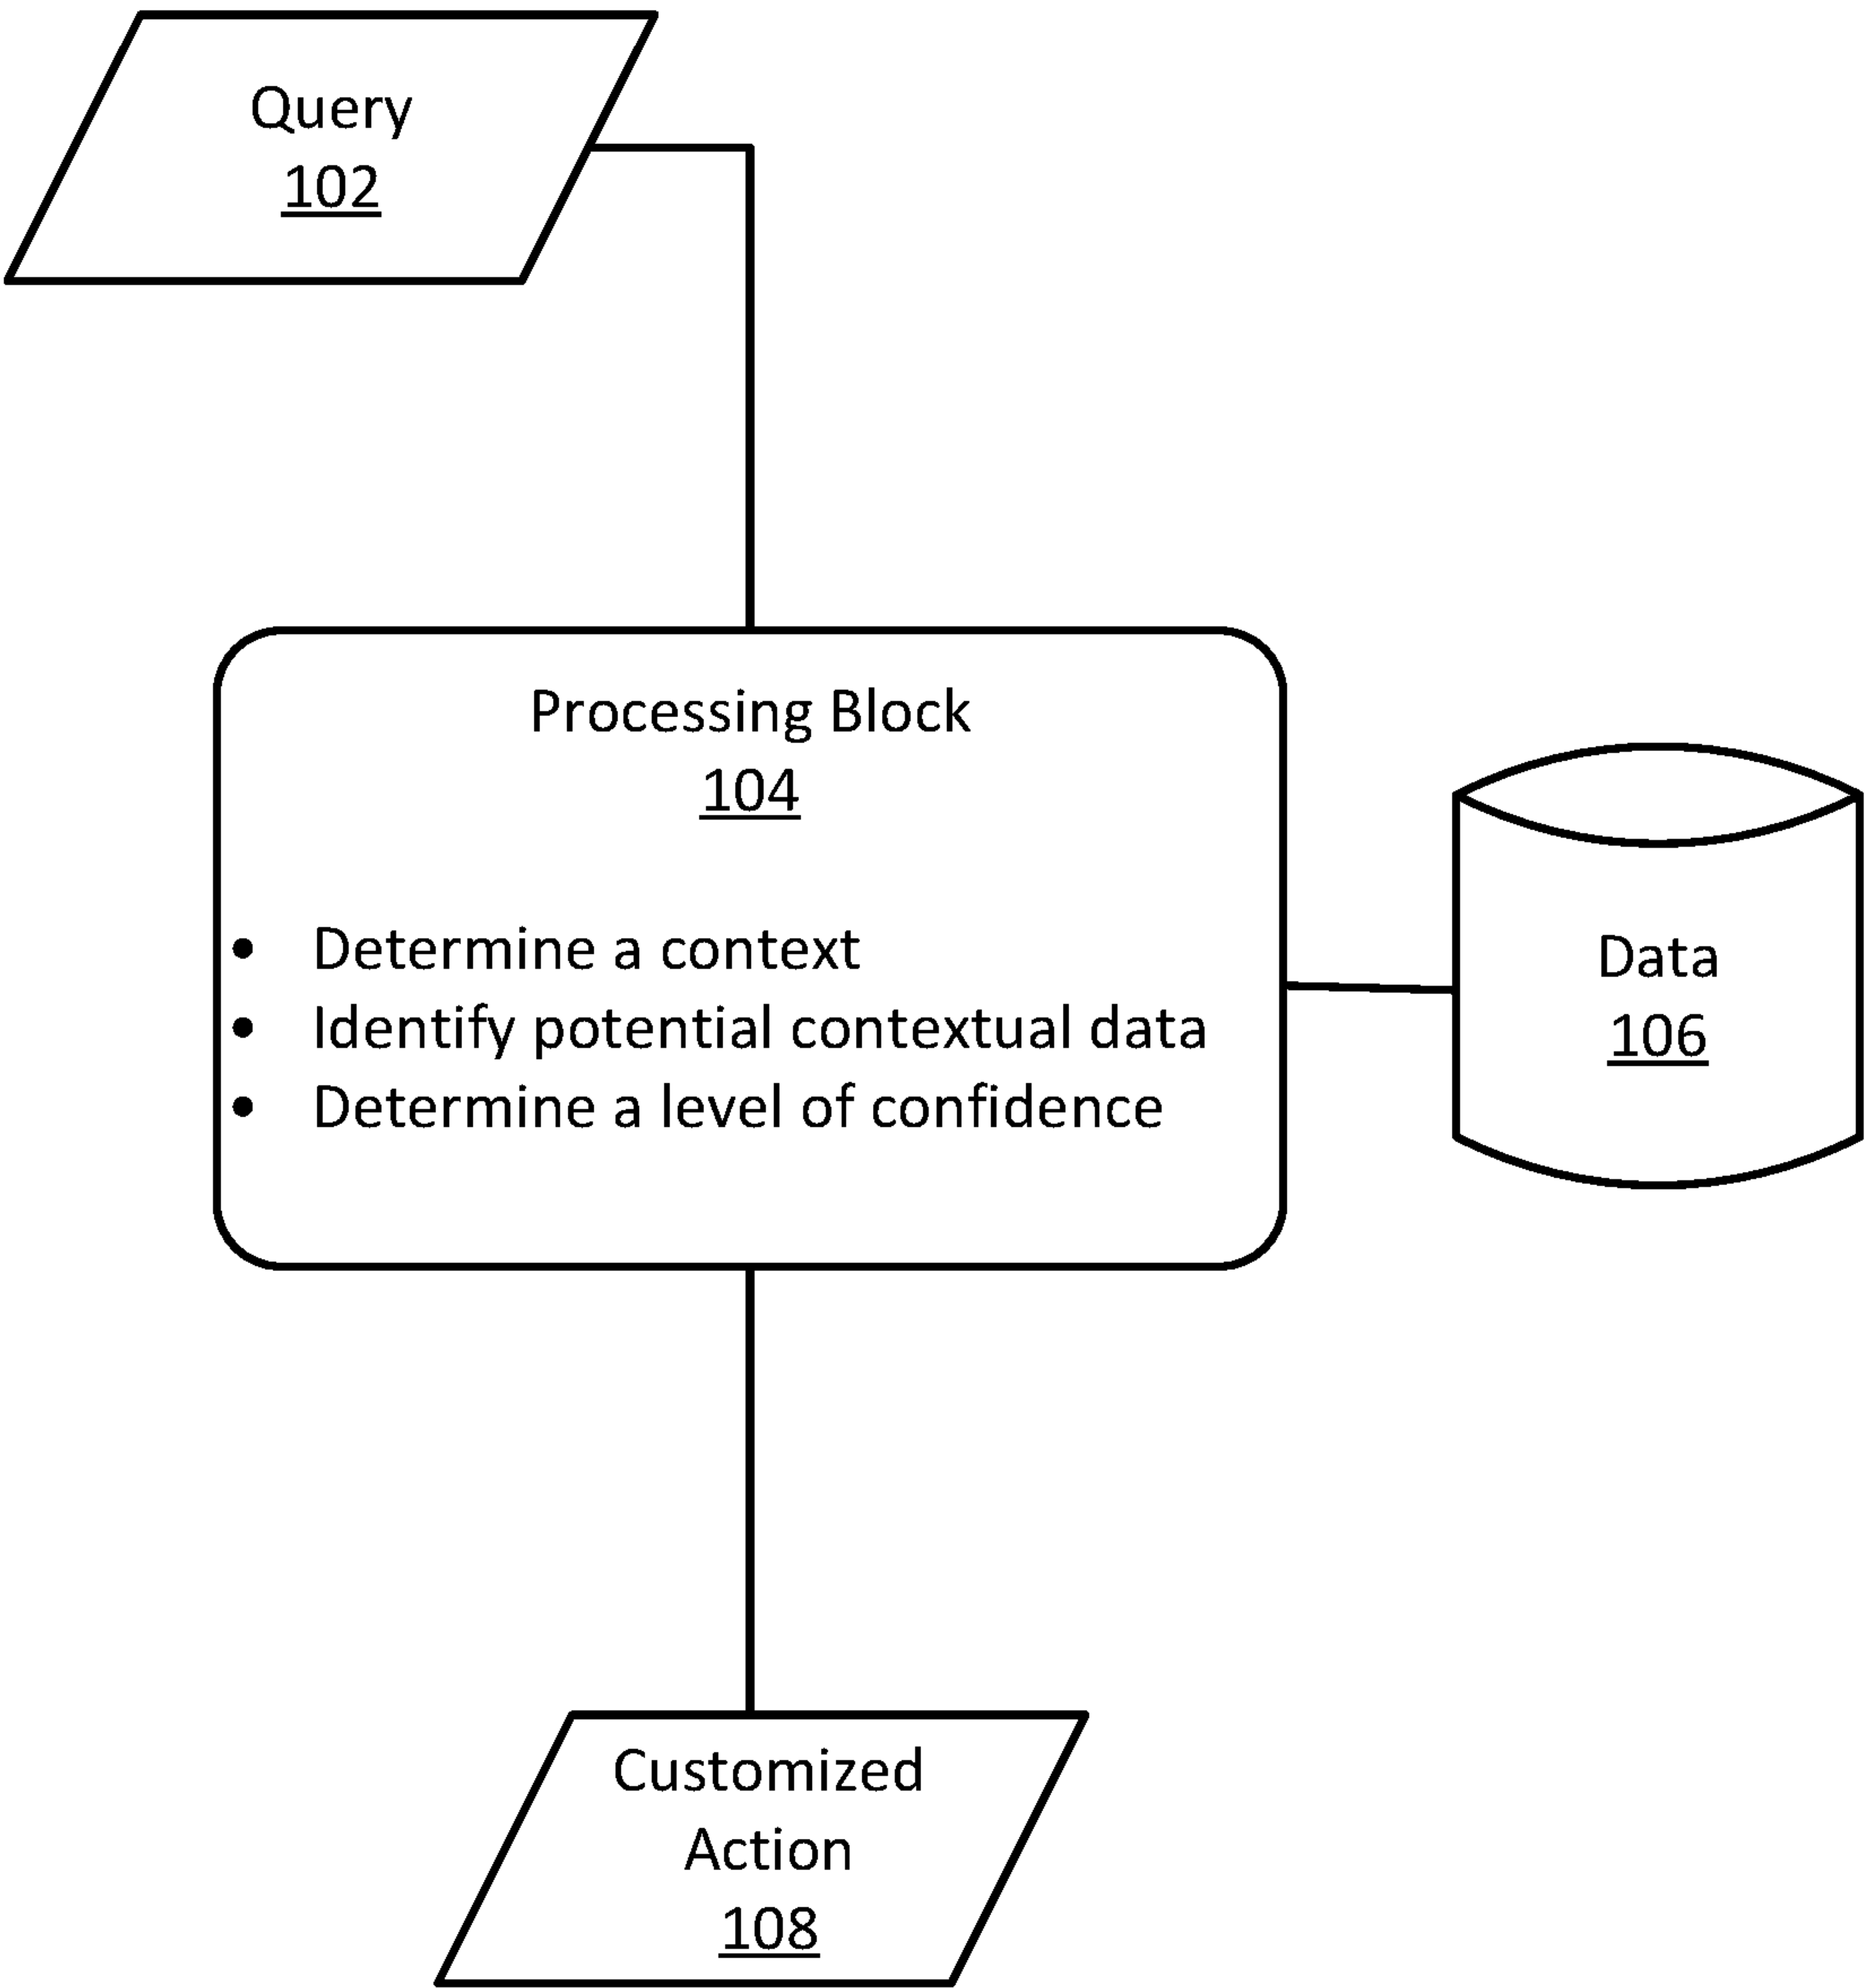 Query
102
Processing Block
104
• Determine a context
• Identify potential contextual data
• Determine a level of confidence
Data
106
Customized
Action
108